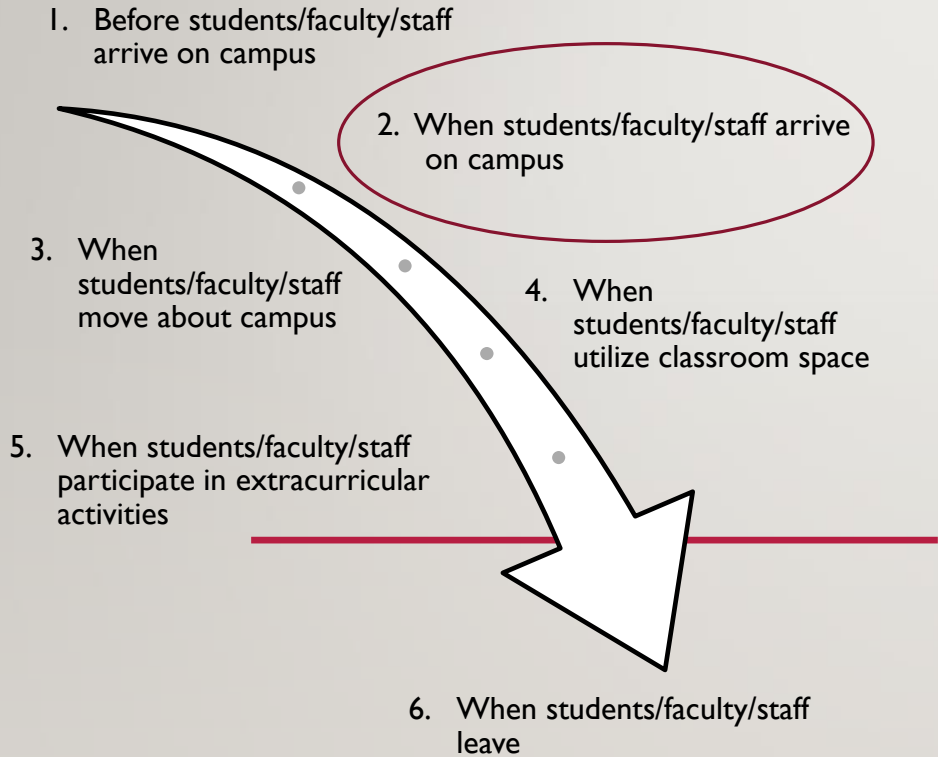 1. Before students/faculty/staff
arrive on campus
2. When students/faculty/staff arrive
on campus
3. When
students/faculty/staff
move about campus
4. When
students/faculty/staff
utilize classroom space
5. When students/faculty/staff
participate in extracurricular
activities
6. When students/faculty/staff
leave